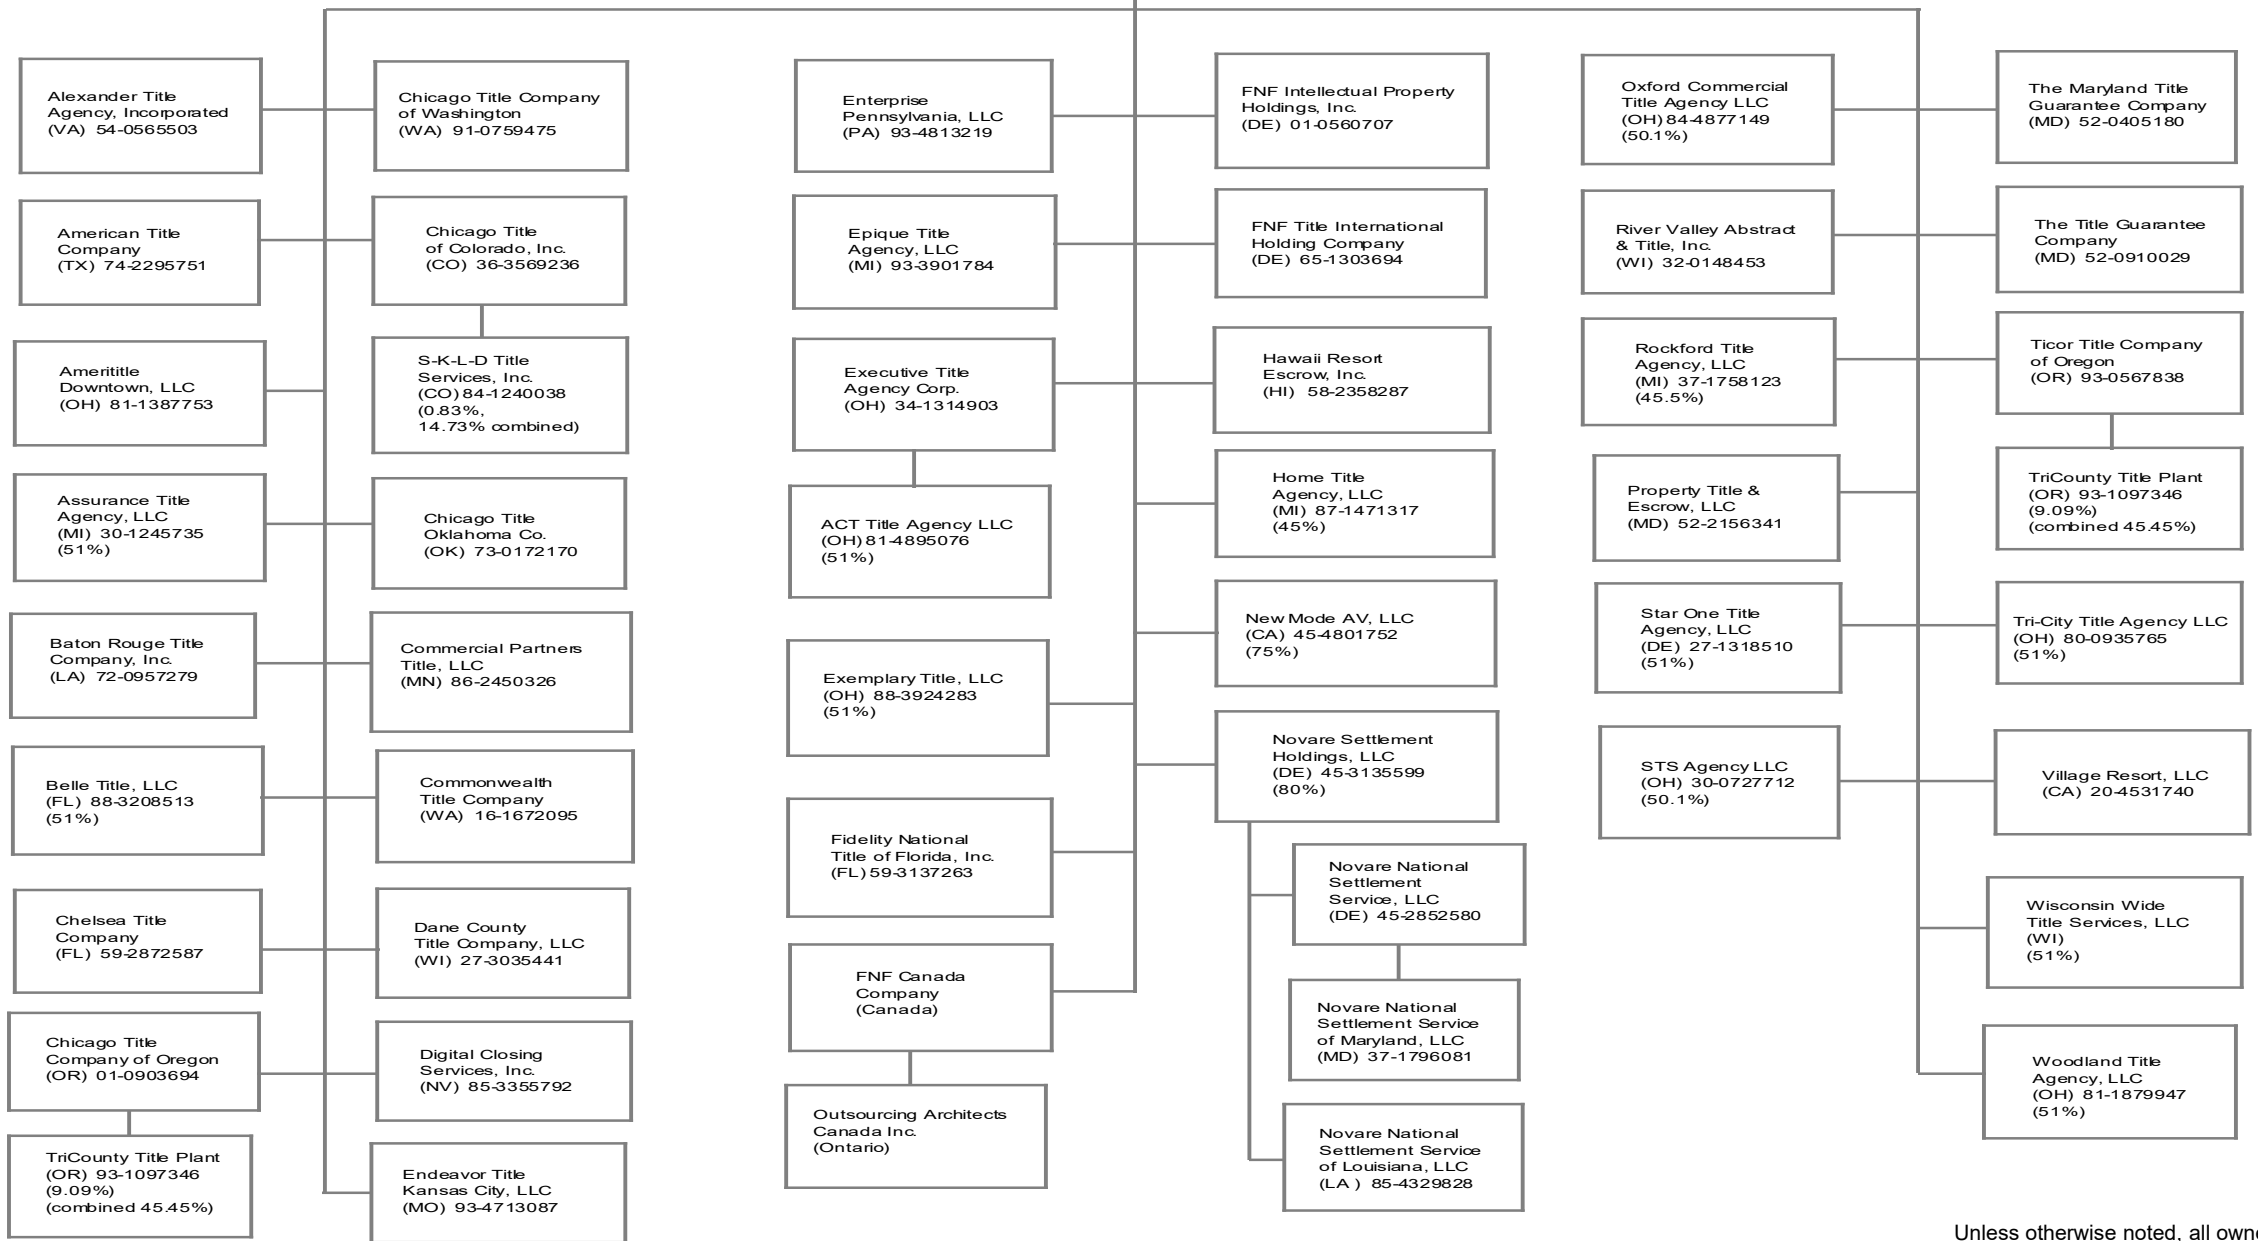 Alexander Title
Agency, Incorporated
(VA) 54-0565503
American Title
Company
(TX) 74-2295751
Amerititle
Downtown, LLC
(OH) 81-1387753
Assurance Title
Agency, LLC
(MI) 30-1245735
(51%)
Baton Rouge Title
Company, Inc.
(LA) 72-0957279
Belle Title, LLC
(FL) 88-3208513
(51%)
Chelsea Title
Company
(FL) 59-2872587
Chicago Title
Company of Oregon
(OR) 01-0903694
TriCounty Title Plant
(OR) 93-1097346
(9.09%)
(combined 45.45%)
Chicago Title Company
of Washington
(WA) 91-0759475
Chicago Title
of Colorado, Inc.
(CO) 36-3569236
S-K-L-D Title
Services, Inc.
(CO) 84-1240038
(0.83%,
14.73% combined)
Chicago Title
Oklahoma Co.
(OK) 73-0172170
Commercial Partners
Title, LLC
(MN) 86-2450326
Commonwealth
Title Company
(WA) 16-1672095
Dane County
Title Company, LLC
(WI) 27-3035441
Digital Closing
Services, Inc.
(NV) 85-3355792
Endeavor Title
Kansas City, LLC
(MO) 93-4713087
Enterprise
Pennsylvania, LLC
(PA) 93-4813219
Epique Title
Agency, LLC
(MI) 93-3901784
Executive Title
Agency Corp.
(OH) 34-1314903
ACT Title Agency LLC
(OH) 81-4895076
(51%)
Exemplary Title, LLC
(OH) 88-3924283
(51%)
Fidelity National
Title of Florida, Inc.
(FL) 59-3137263
FNF Canada
Company
(Canada)
Outsourcing Architects
Canada Inc.
(Ontario)
FNF Intellectual Property
Holdings, Inc.
(DE) 01-0560707
FNF Title International
Holding Company
(DE) 65-1303694
Hawaii Resort
Escrow, Inc.
(HI) 58-2358287
Home Title
Agency, LLC
(MI) 87-1471317
(45%)
New Mode AV, LLC
(CA) 45-4801752
(75%)
Novare Settlement
Holdings, LLC
(DE) 45-3135599
(80%)
Novare National
Settlement
Service, LLC
(DE) 45-2852580
Novare National
Settlement Service
of Maryland, LLC
(MD) 37-1796081
Novare National
Settlement Service
of Louisiana, LLC
(LA ) 85-4329828
Oxford Commercial
Title Agency LLC
(OH) 84-4877149
(50.1%)
River Valley Abstract
& Title, Inc.
(WI) 32-0148453
Rockford Title
Agency, LLC
(MI) 37-1758123
(45.5%)
Property Title &
Escrow, LLC
(MD) 52-2156341
Star One Title
Agency, LLC
(DE) 27-1318510
(51%)
STS Agency LLC
(OH) 30-0727712
(50.1%)
The Maryland Title
Guarantee Company
(MD) 52-0405180
The Title Guarantee
Company
(MD) 52-0910029
Ticor Title Company
of Oregon
(OR) 93-0567838
TriCounty Title Plant
(OR) 93-1097346
(9.09%)
(combined 45.45%)
Tri-City Title Agency LLC
(OH) 80-0935765
(51%)
Village Resort, LLC
(CA) 20-4531740
Wisconsin Wide
Title Services, LLC
(WI)
(51%)
Woodland Title
Agency, LLC
(OH) 81-1879947
(51%)
Unless otherwise noted, all own